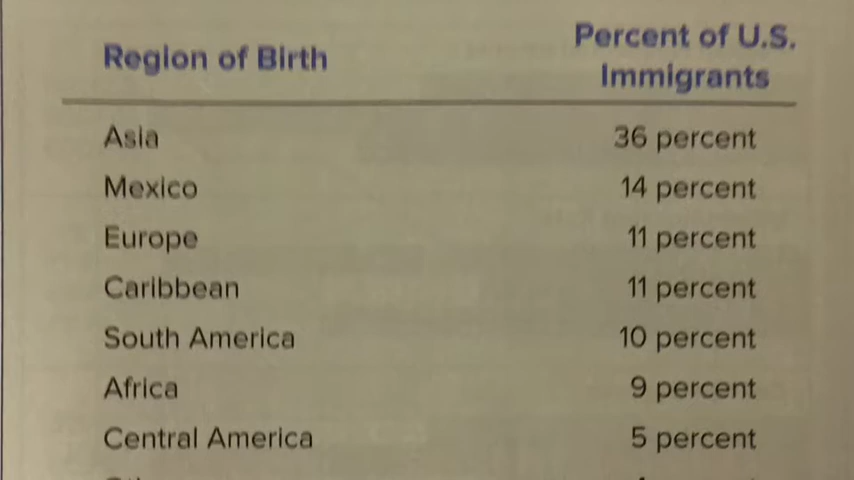 Region of Birth
Percent of U.S.
Immigrants
Asia 36 percent
Mexico 14 percent
Europe 11 percent
Caribbean 11 percent
South America 10 percent
Africa 9 percent
Central America 5 percent